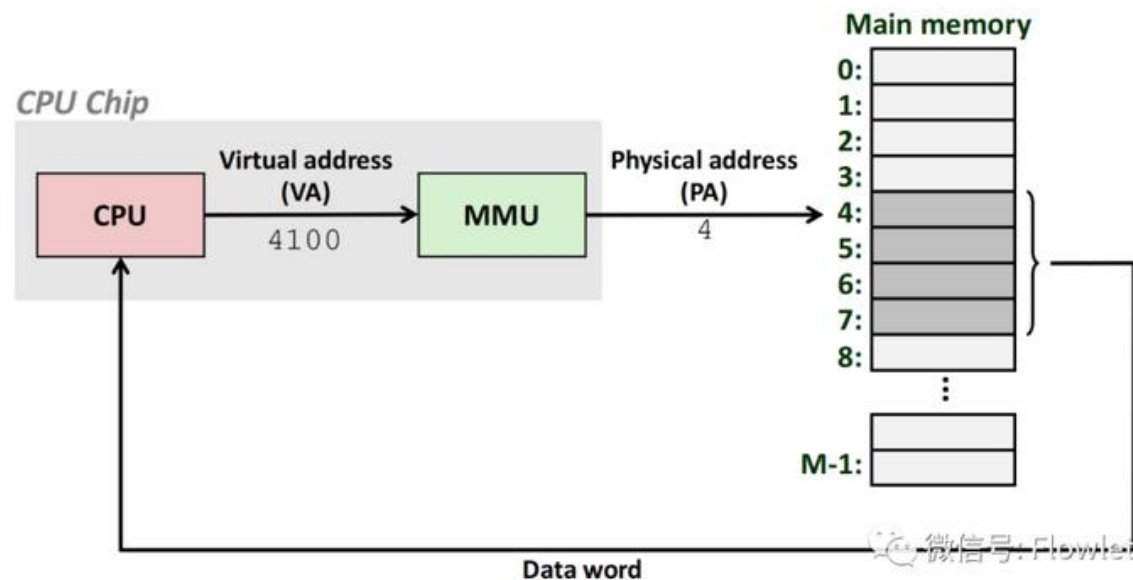 Main memory
0:
CPU Chip
1:
2:
Virtual address
(VA)
Physical address
(PA)
3:
CPU
MMU
4:
4100
4
5:
6:
7:
8:
M-1:
微信号: Flowlet
Data word